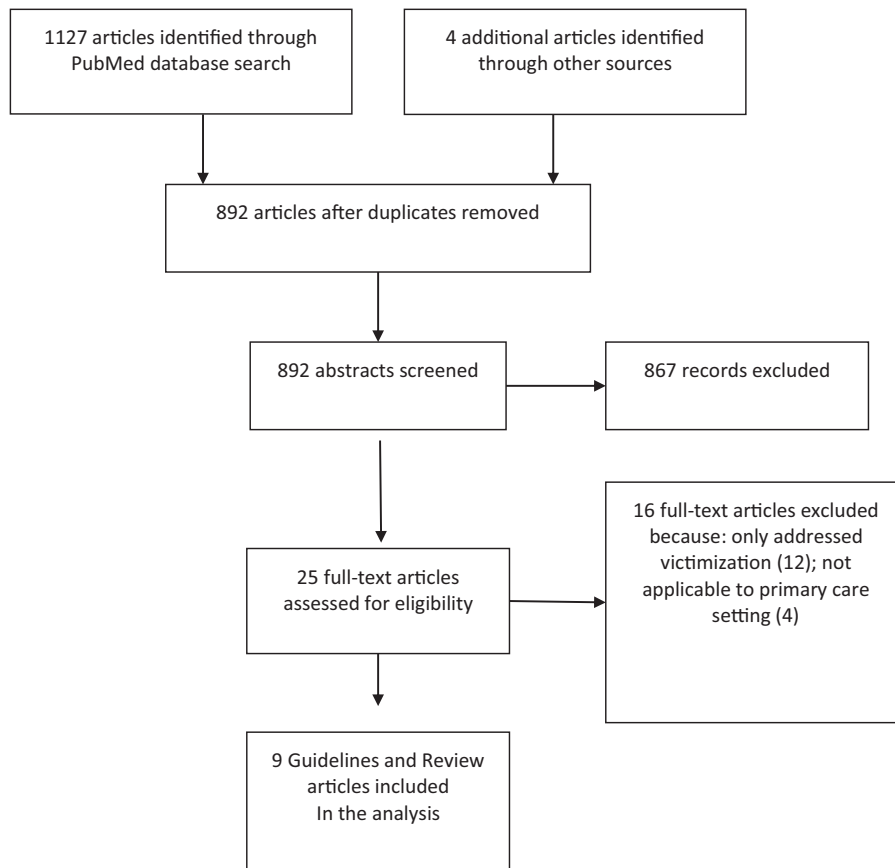 1127 articles identified through
PubMed database search
4 additional articles identified
through other sources
892 articles after duplicates removed
892 abstracts screened
867 records excluded
16 full-text articles excluded
because: only addressed
victimization (12); not
applicable to primary care
setting (4)
25 full-text articles
assessed for eligibility
9 Guidelines and Review
articles included
In the analysis